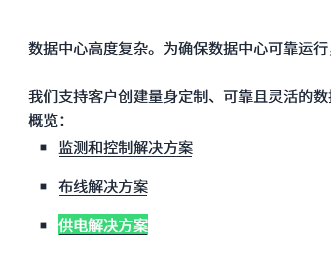 数据中心高度复杂。为确保数据中心可靠运行，
我们支持客户创建量身定制、可靠且灵活的数
概览：
监测和控制解决方案
布线解决方案
供电解决方案